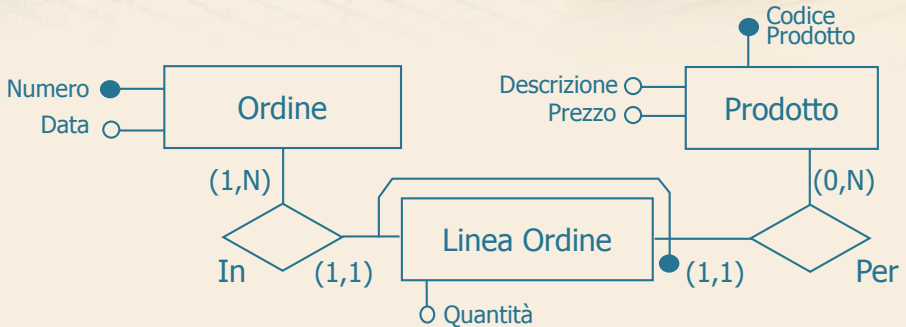 Codice
Prodotto
Numero
Data
Ordine
Descrizione
Prezzo
Prodotto
(1,N)
(0,N)
In
(1,1)
Linea Ordine
(1,1)
Per
Quantità